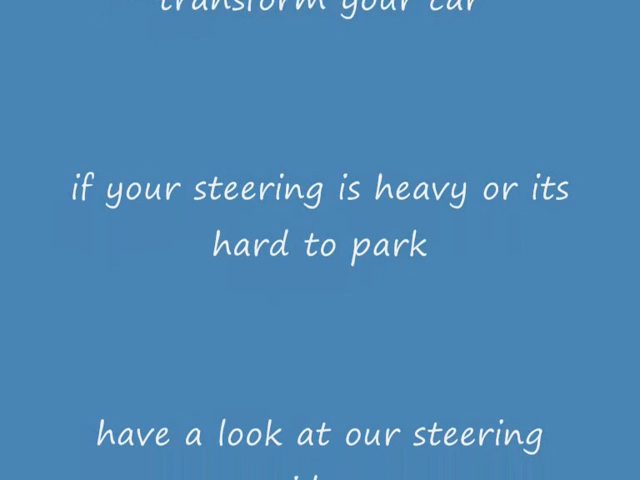 transform your car
if your steering is heavy or its
hard to park
have a look at our steering